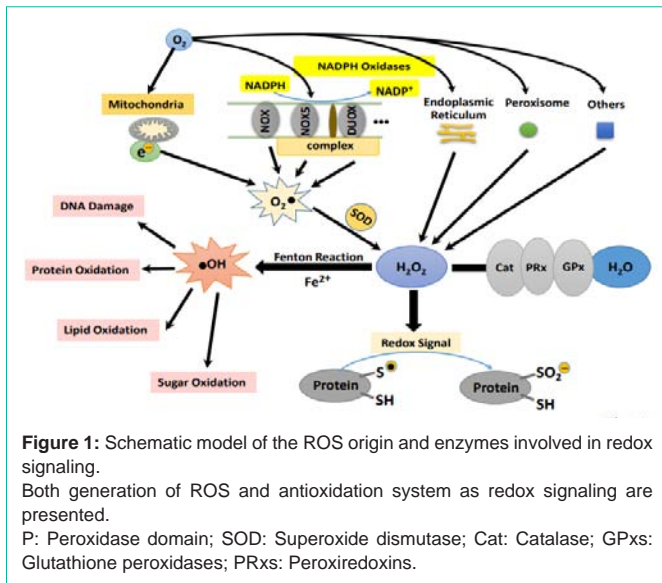 O₂
NADPH Oxidases
NADPH
NADP⁺
Mitochondria
e⊖
NOX
NOXS
DUOX
•••
complex
Endoplasmic
Reticulum
Peroxisome
Others
O₂•
SOD
DNA Damage
Protein Oxidation
Lipid Oxidation
Sugar Oxidation
•OH
Fenton Reaction
Fe²⁺
H₂O₂
Cat
PRx
GPx
H₂O
Redox Signal
Protein
S•
SH
Protein
SO₂⊖
SH
Figure 1: Schematic model of the ROS origin and enzymes involved in redox
signaling.
Both generation of ROS and antioxidation system as redox signaling are
presented.
P: Peroxidase domain; SOD: Superoxide dismutase; Cat: Catalase; GPxs:
Glutathione peroxidases; PRxs: Peroxiredoxins.